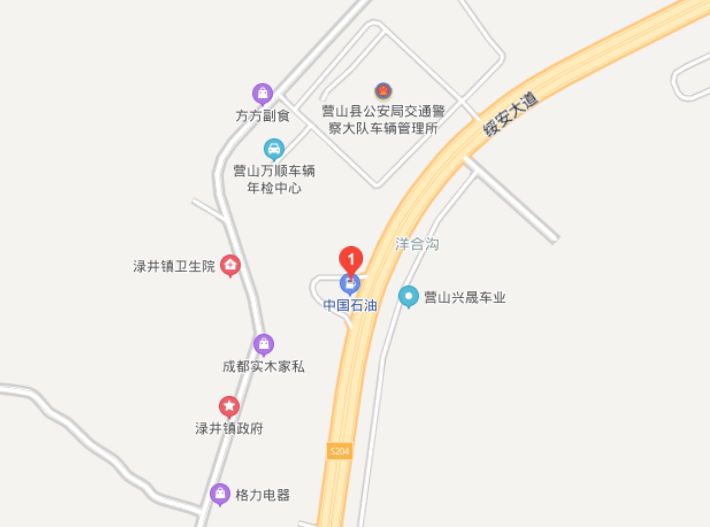 方方副食
营山县公安局交通警
察大队车辆管理所
绥安大道
营山万顺车辆
年检中心
洋合沟
1
渌井镇卫生院
中国石油
营山兴晟车业
成都实木家私
渌井镇政府
S204
格力电器